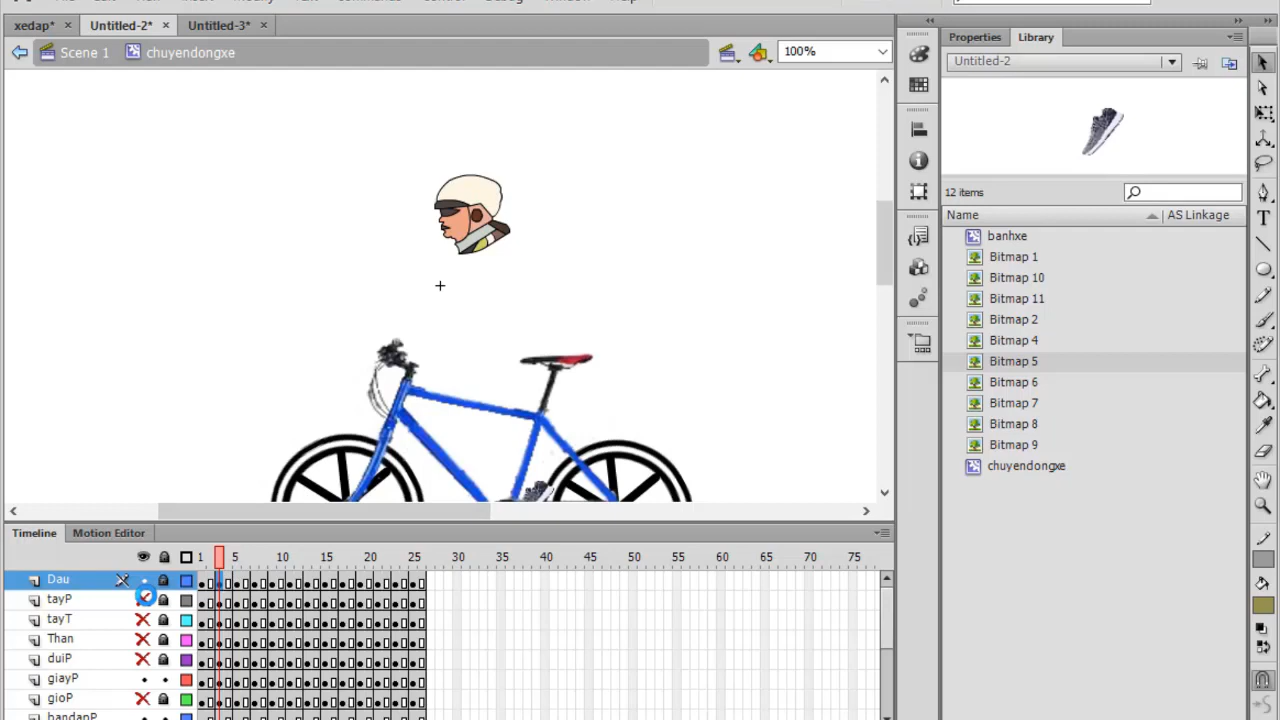 xedap* × Untitled-2* × Untitled-3* ×
Scene 1 chuyendongxe 100%
Properties Library
Untitled-2
12 items
Name AS Linkage
banhxe
Bitmap 1
Bitmap 10
Bitmap 11
Bitmap 2
Bitmap 4
Bitmap 5
Bitmap 6
Bitmap 7
Bitmap 8
Bitmap 9
chuyendongxe
Timeline Motion Editor
1 5 10 15 20 25 30 35 40 45 50 55 60 65 70 75
Dau
tayP
tayT
Than
duiP
giayP
gioP
bandanP